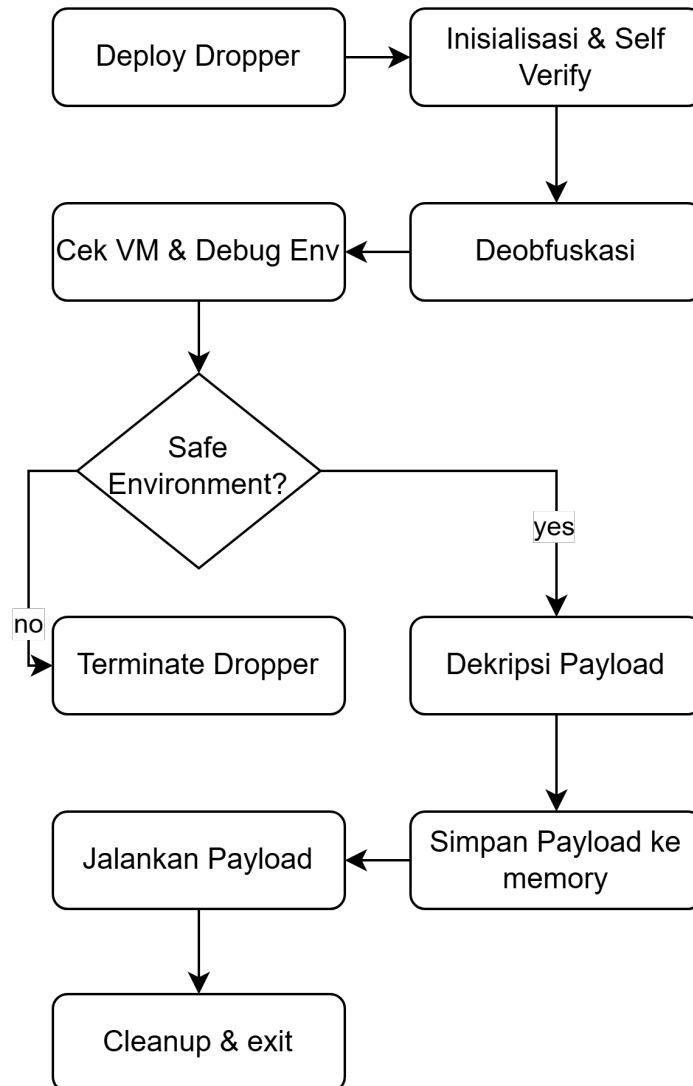 Deploy Dropper
Inisialisasi & Self
Verify
Deobfuskasi
Cek VM & Debug Env
Safe
Environment?
no
yes
Terminate Dropper
Dekripsi Payload
Simpan Payload ke
memory
Jalankan Payload
Cleanup & exit